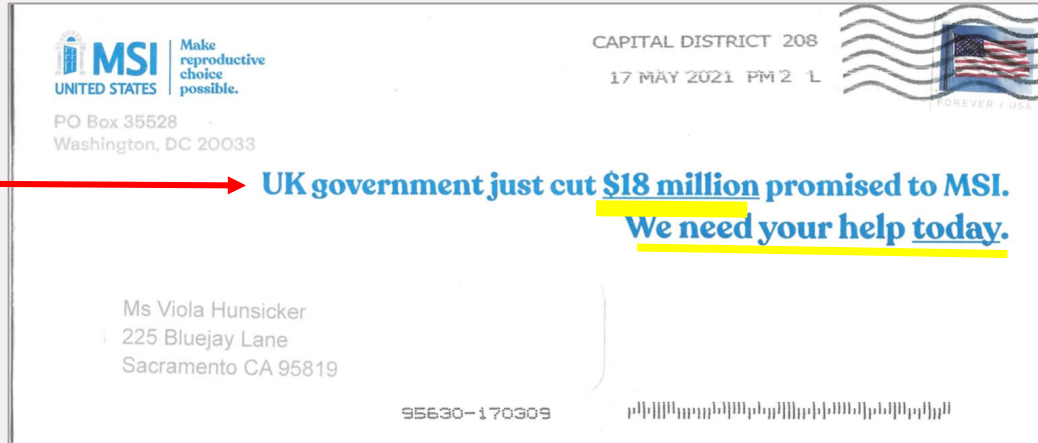 MSI
UNITED STATES
Make
reproductive
choice
possible.
CAPITAL DISTRICT 208
17 MAY 2021 PM 2 L
FOREVER / USA
PO Box 35528
Washington, DC 20033
UK government just cut $18 million promised to MSI.
We need your help today.
Ms Viola Hunsicker
225 Bluejay Lane
Sacramento CA 95819
95630-170309